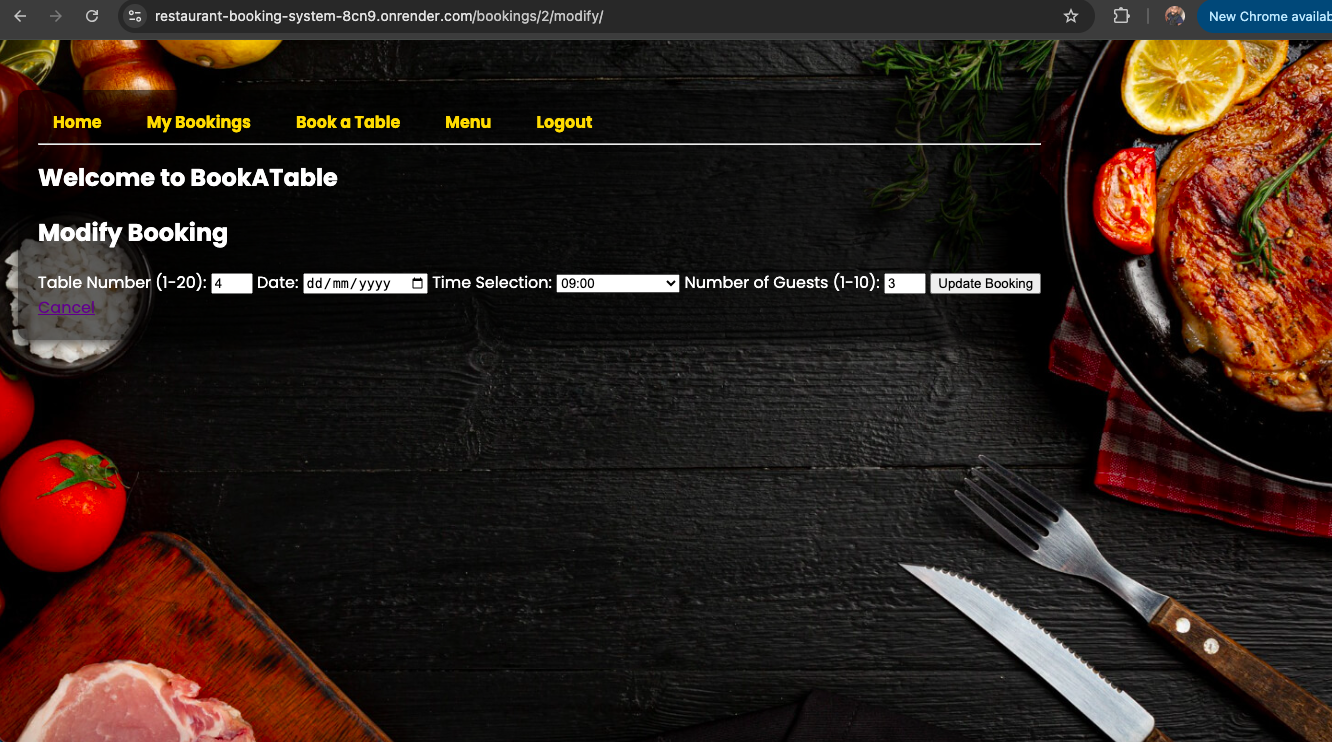 restaurant-booking-system-8cn9.onrender.com/bookings/2/modify/
New Chrome availab
Home My Bookings Book a Table Menu Logout
Welcome to BookATable
Modify Booking
Table Number (1-20): 4 Date: dd/mm/yyyy Time Selection: 09:00 Number of Guests (1-10): 3 Update Booking
Cancel